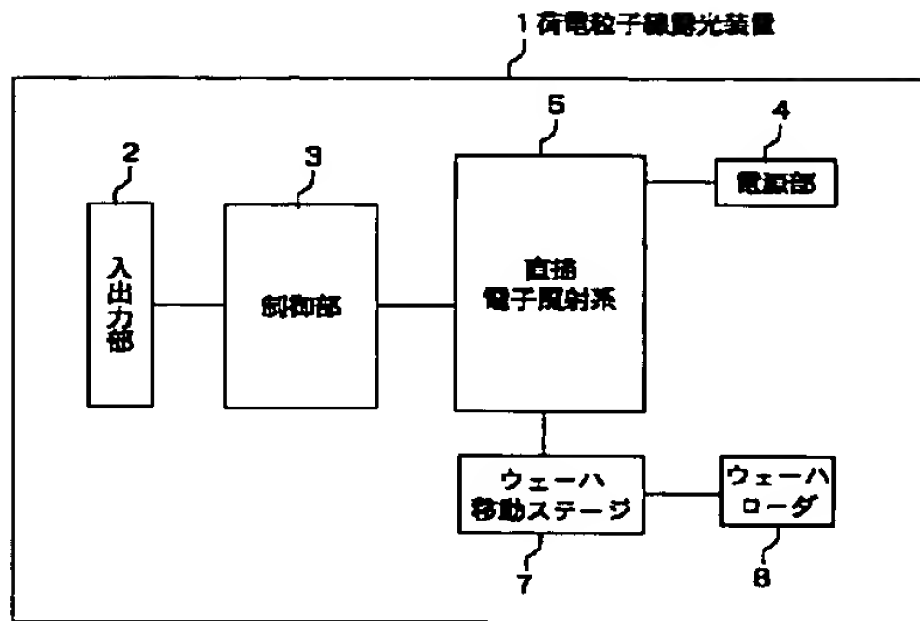 1 荷電粒子線露光装置
5
4
2
3
電源部
入出力部
制御部
直描
電子照射系
ウェーハ
移動ステージ
ウェーハ
ローダ
7